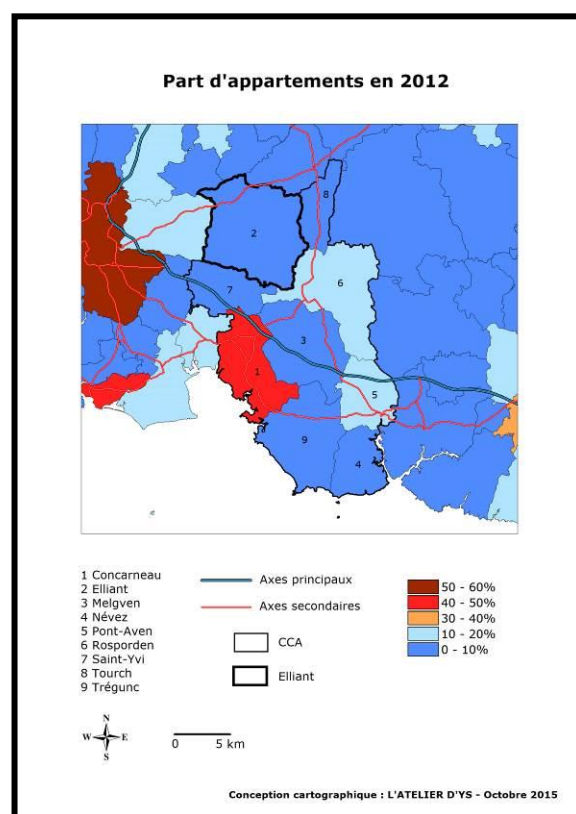 Part d'appartements en 2012
8
2
6
7
3
1
5
9
4
1 Concarneau
2 Elliant
3 Melgven
4 Névez
5 Pont-Aven
6 Rosporden
7 Saint-Yvi
8 Tourch
9 Trégunc
Axes principaux
Axes secondaires
CCA
Elliant
50 - 60%
40 - 50%
30 - 40%
10 - 20%
0 - 10%
N
W E
S
0 5 km
Conception cartographique : L'ATELIER D'YS - Octobre 2015